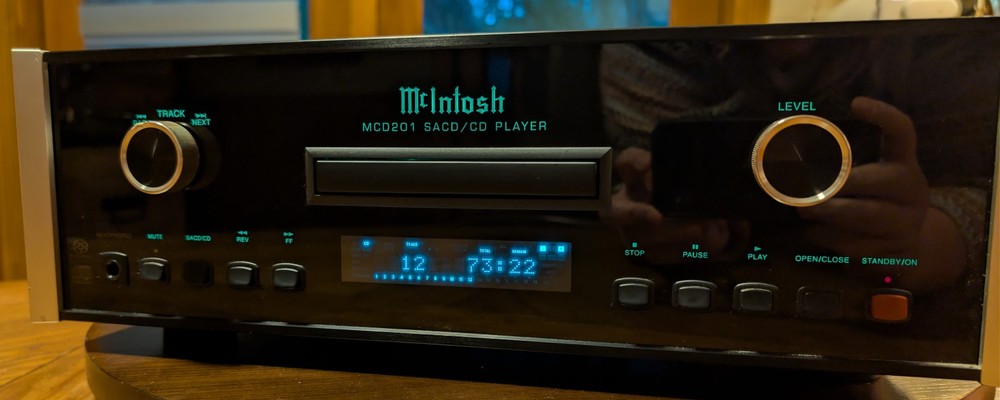 McIntosh
MCD201 SACD/CD PLAYER
TRACK
NEXT
LEVEL
MUTE
SACD/CD
REV
FF
CD
TRACK
TOTAL
12
73:22
STOP
PAUSE
PLAY
OPEN/CLOSE
STANDBY/ON